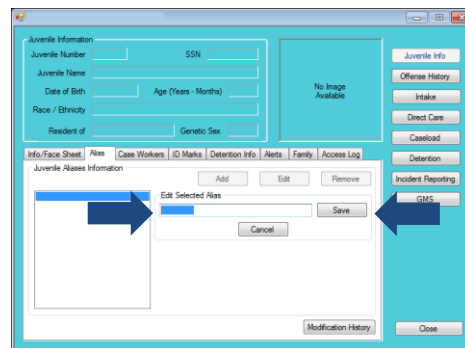 Juvenile Information
Juvenile Number
SSN
Juvenile Name
Date of Birth
Age (Years - Months)
Race / Ethnicity
Resident of
Genetic Sex
No Image
Available
Juvenile Info
Offense History
Intake
Direct Care
Caseload
Detention
Incident Reporting
GMS
Info/Face Sheet Alias Case Workers ID Marks Detention Info Alerts Family Access Log
Juvenile Aliases Information
Add Edit Remove
Edit Selected Alias
Save
Cancel
Modification History
Close